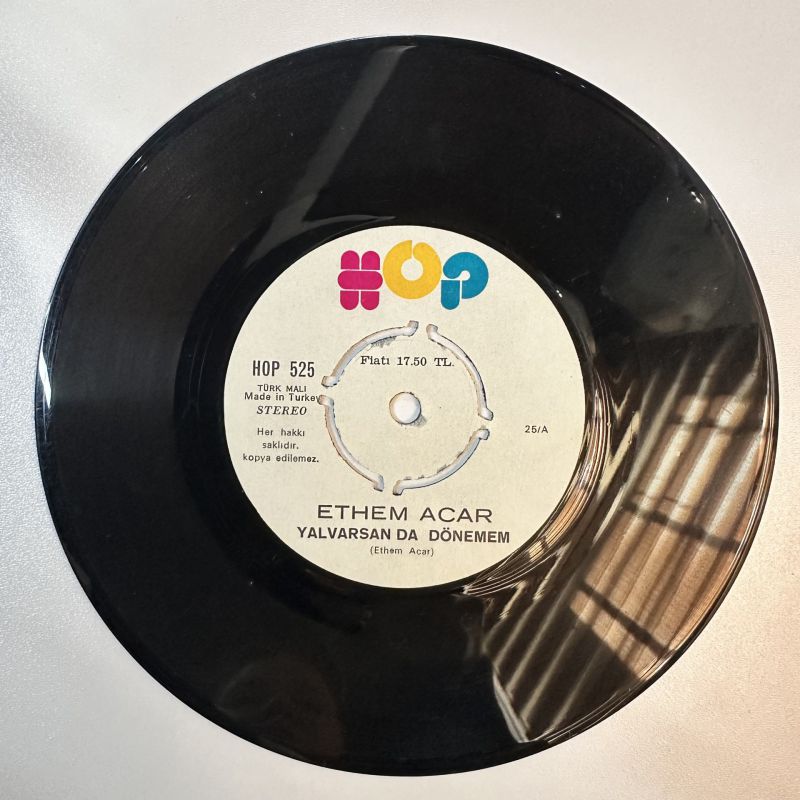 HOP
Fiatı 17.50 TL.
HOP 525
TÜRK MALI
Made in Turkey
STEREO
Her hakkı
saklıdır.
kopya edilemez.
25/A
ETHEM ACAR
YALVARSAN DA DÖNEMEM
(Ethem Acar)